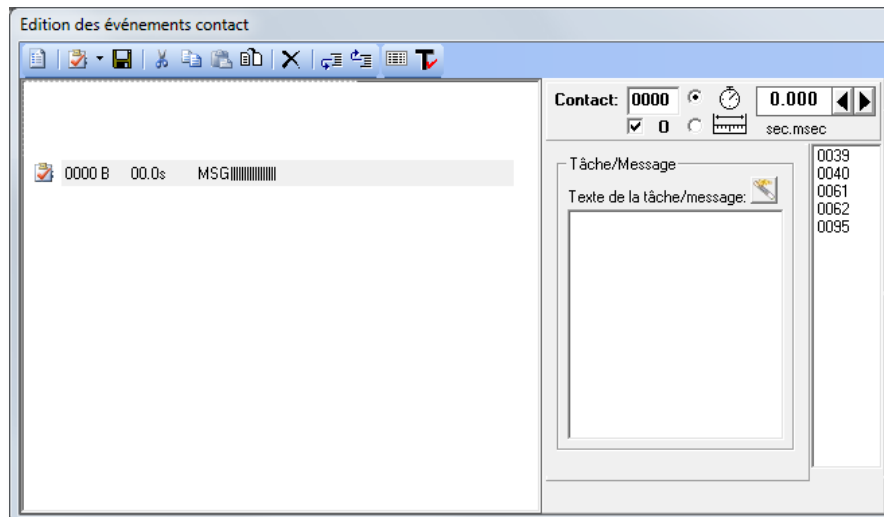 Edition des événements contact
Contact: 0000 0.000
0 sec.msec
0000 B 00.0s MSG||||||||||||||||
Tâche/Message
Texte de la tâche/message:
0039
0040
0061
0062
0095